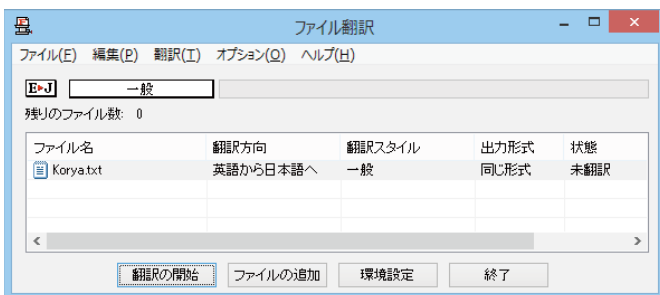 ファイル翻訳
ファイル(F) 編集(P) 翻訳(T) オプション(O) ヘルプ(H)
E▸J 一般
残りのファイル数: 0
ファイル名 翻訳方向 翻訳スタイル 出力形式 状態
Korya.txt 英語から日本語へ 一般 同じ形式 未翻訳
翻訳の開始 ファイルの追加 環境設定 終了